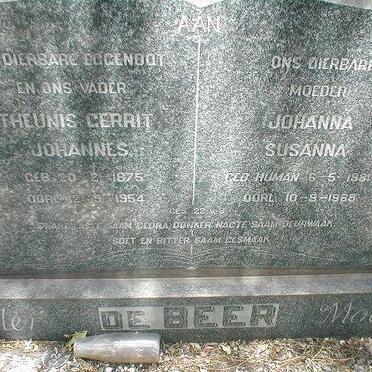 AAN
DIERBARE EGGENOOT
EN ONS VADER
THEUNIS GERRIT
JOHANNES
GEB. 20-2-1875
OORL 1954
ONS DIERBARE
MOEDER
JOHANNA
SUSANNA
GEB. HUMAN 6-5-1881
OORL. 10-9-1968
GES. 22
SAAM GEDRA DONKER NAGTE SAAM DEURWAAK
SOET EN BITTER SAAM GESMAAK
DE BEER